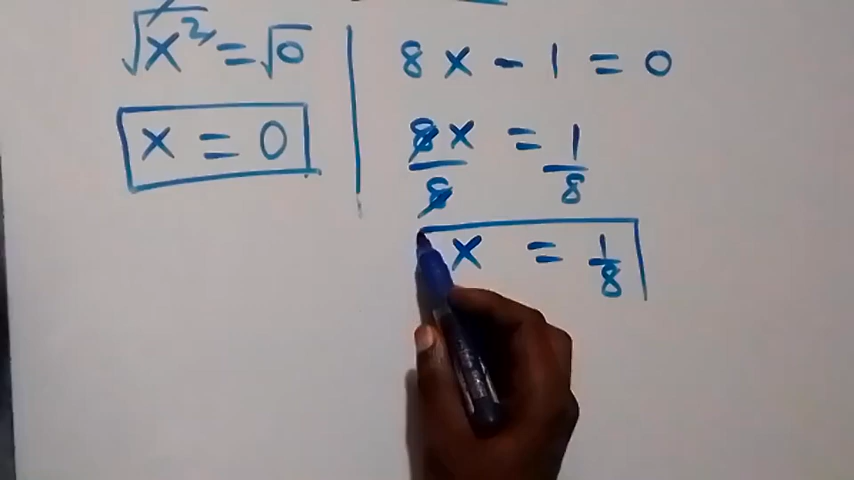 √x² = √0
x = 0
8x - 1 = 0
8x/8 = 1/8
x = 1/8